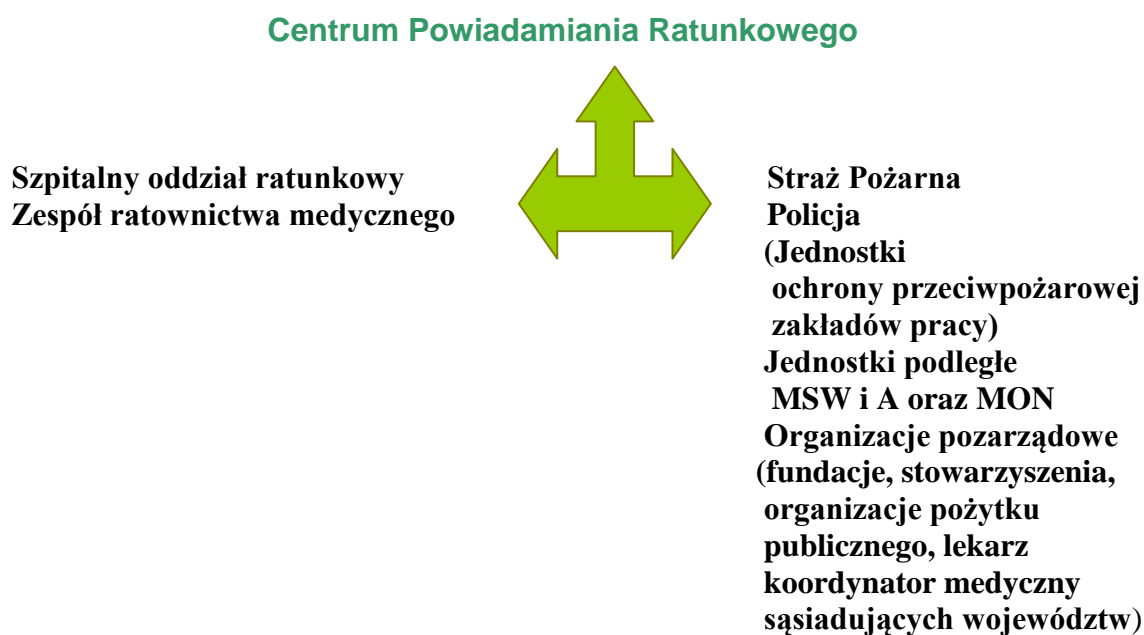 Centrum Powiadamiania Ratunkowego
Szpitalny oddział ratunkowy
Zespół ratownictwa medycznego
Straż Pożarna
Policja
(Jednostki
ochrony przeciwpożarowej
zakładów pracy)
Jednostki podległe
MSW i A oraz MON
Organizacje pozarządowe
(fundacje, stowarzyszenia,
organizacje pożytku
publicznego, lekarz
koordynator medyczny
sąsiadujących województw)